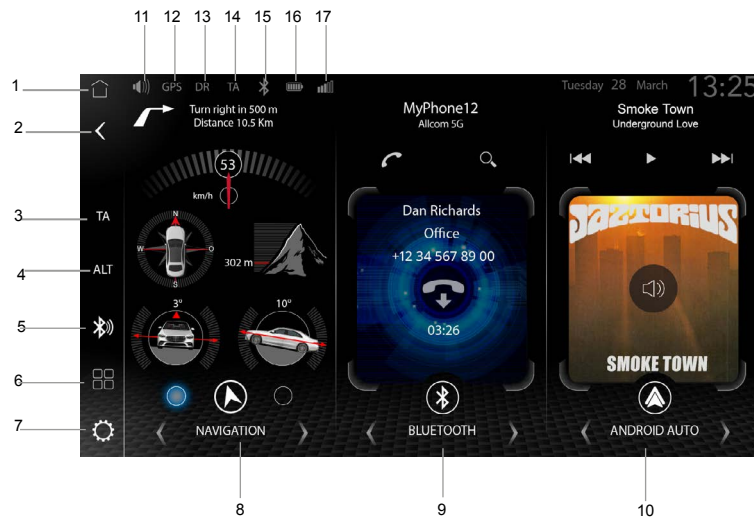 11 12 13 14 15 16 17
1
GPS DR TA
Tuesday 28 March 13:25
Turn right in 500 m
Distance 10.5 Km
MyPhone12
Allcom 5G
Smoke Town
Underground Love
2
53
km/h
3
TA
N
W O
S
302 m
4
ALT
Dan Richards
Office
+12 34 567 89 00
03:26
JAZTORIUS
SMOKE TOWN
5
3°
10°
6
7
NAVIGATION
BLUETOOTH
ANDROID AUTO
8
9
10